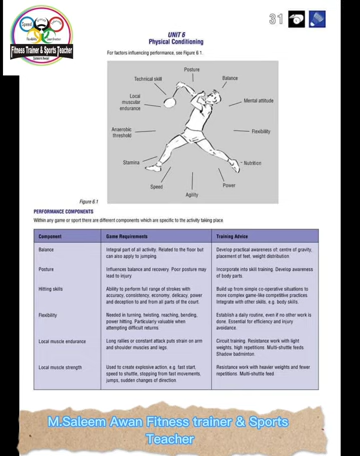 Fitness Trainer & Sports Teacher
31
UNIT 6
Physical Conditioning
For factors influencing performance, see Figure 6.1.
Posture
Technical skill
Balance
Local
muscular
endurance
Mental attitude
Anaerobic
threshold
Flexibility
Stamina
Nutrition
Speed
Power
Agility
Figure 6.1
PERFORMANCE COMPONENTS
Within any game or sport there are different components which are specific to the activity taking place
Component Game Requirements Training Advice
Balance Integral part of all activity. Related to the floor but Develop practical awareness of: centre of gravity,
can also apply to jumping. placement of feet, weight distribution.
Posture Influences balance and recovery. Poor posture may Incorporate into skill training. Develop awareness
lead to injury of body parts
Hitting skills Ability to perform full range of strokes with Build up from simple co-operative situations to
accuracy, consistency, economy, delicacy, power more complex game-like competitive practices.
and deception to and from all parts of the court. Integrate with other skills, e.g. body skills.
Flexibility Needed in turning, twisting, reaching, bending, Establish a daily routine, even if no other work is
power hitting. Particularly valuable when done. Essential for efficiency and injury
attempting difficult returns avoidance.
Local muscle endurance Long rallies or constant attack puts strain on arm Circuit training. Resistance work with light
and shoulder muscles and legs. weights, high repetitions. Multi-shuttle feeds.
Shadow badminton.
Local muscle strength Used to create explosive action, e.g. fast start, Resistance work with heavier weights and fewer
speed to shuttle, stopping from fast movements, repetitions. Multi-shuttle feed
jumps, sudden changes of direction.
M.Saleem Awan Fitness trainer & Sports
Teacher